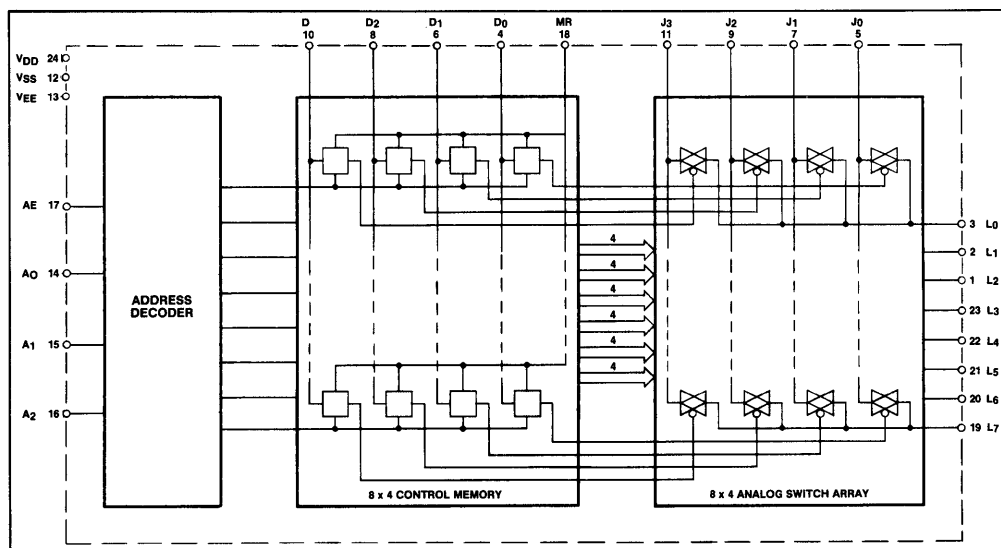 D D2 D1 D0 MR J3 J2 J1 J0
10 8 6 4 18 11 9 7 5
VDD 24
VSS 12
VEE 13
AE 17
A0 14
A1 15
A2 16
ADDRESS
DECODER
4
4
4
4
4
4
3 L0
2 L1
1 L2
23 L3
22 L4
21 L5
20 L6
19 L7
8 x 4 CONTROL MEMORY
8 x 4 ANALOG SWITCH ARRAY